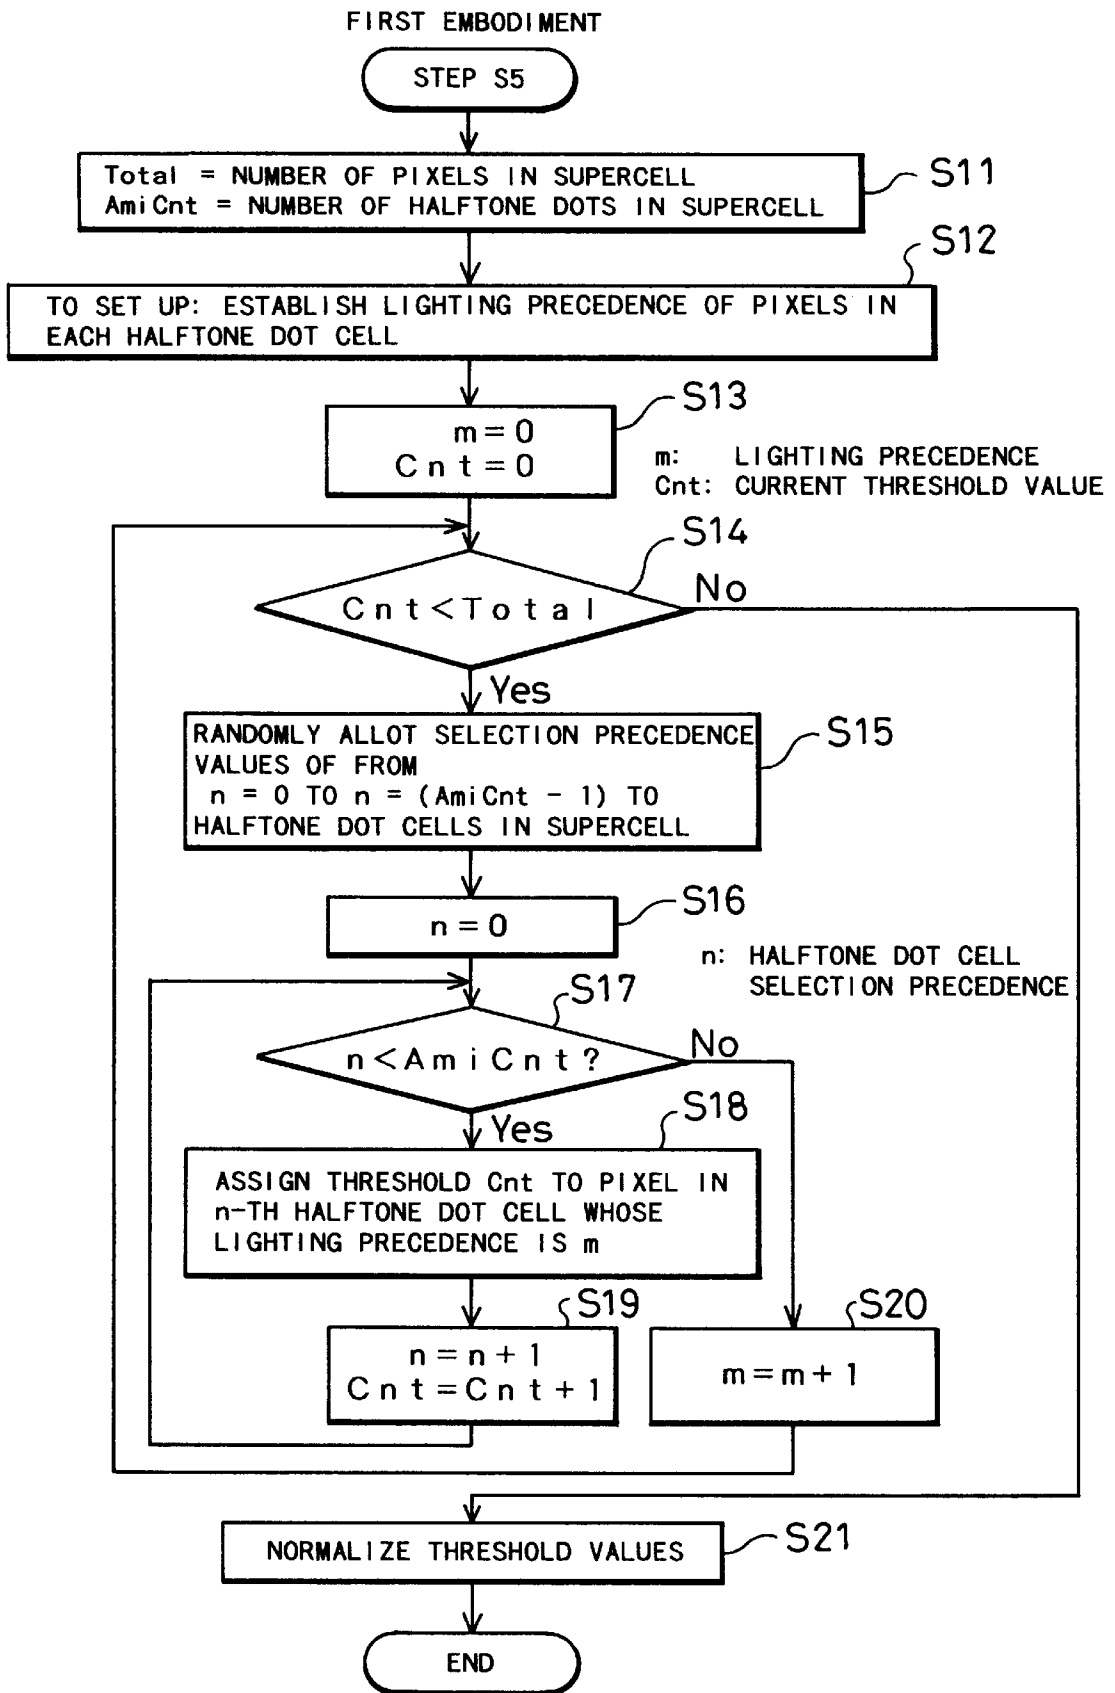 FIRST EMBODIMENT
STEP S5
Total = NUMBER OF PIXELS IN SUPERCELL
AmiCnt = NUMBER OF HALFTONE DOTS IN SUPERCELL
S11
S12
TO SET UP: ESTABLISH LIGHTING PRECEDENCE OF PIXELS IN
EACH HALFTONE DOT CELL
S13
m=0
Cnt=0
m: LIGHTING PRECEDENCE
Cnt: CURRENT THRESHOLD VALUE
S14
Cnt<Total
No
Yes
RANDOMLY ALLOT SELECTION PRECEDENCE
VALUES OF FROM
n = 0 TO n = (AmiCnt - 1) TO
HALFTONE DOT CELLS IN SUPERCELL
S15
S16
n=0
n: HALFTONE DOT CELL
SELECTION PRECEDENCE
S17
n<AmiCnt?
No
Yes
S18
ASSIGN THRESHOLD Cnt TO PIXEL IN
n-TH HALFTONE DOT CELL WHOSE
LIGHTING PRECEDENCE IS m
S19
n=n+1
Cnt=Cnt+1
S20
m=m+1
NORMALIZE THRESHOLD VALUES
S21
END